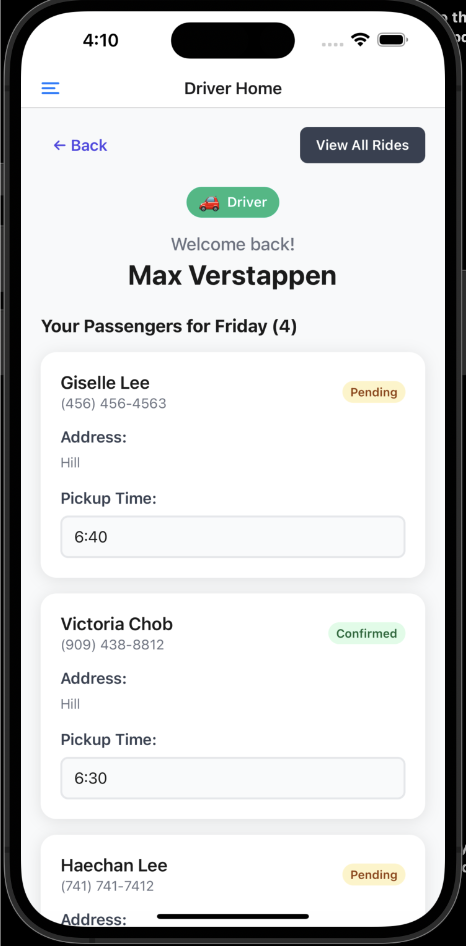 4:10
Driver Home
← Back
View All Rides
Driver
Welcome back!
Max Verstappen
Your Passengers for Friday (4)
Giselle Lee
Pending
(456) 456-4563
Address:
Hill
Pickup Time:
6:40
Victoria Chob
Confirmed
(909) 438-8812
Address:
Hill
Pickup Time:
6:30
Haechan Lee
Pending
(741) 741-7412
Address: